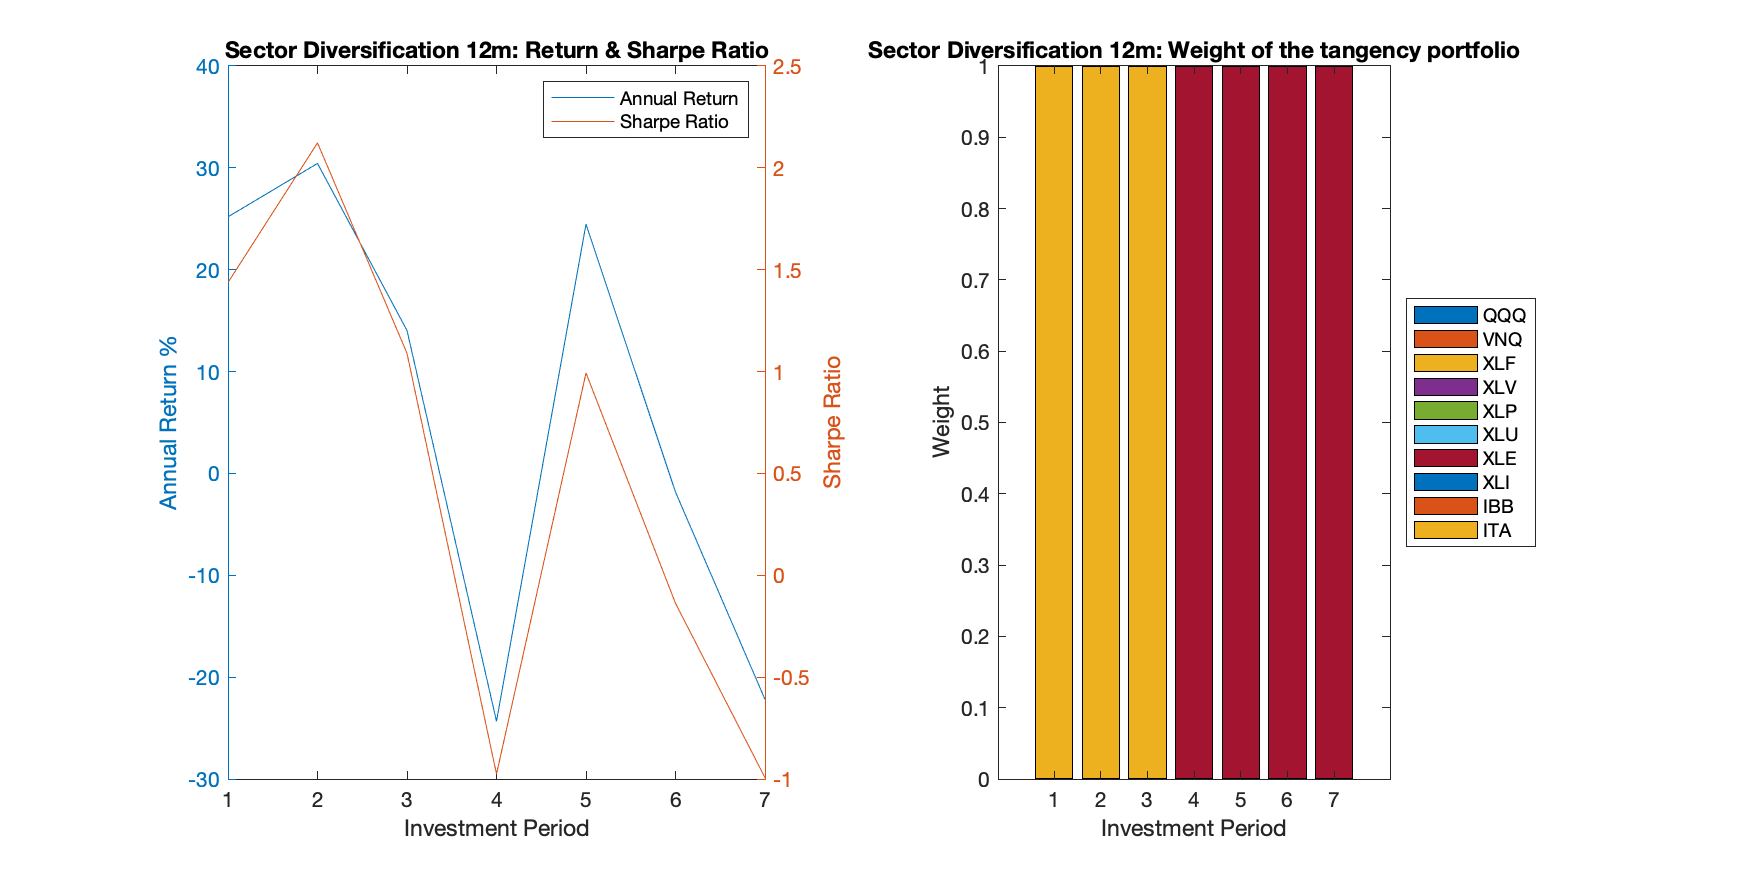 Sector Diversification 12m: Return & Sharpe Ratio
40
30
20
10
0
-10
-20
-30
Annual Return %
2.5
2
1.5
1
0.5
0
-0.5
-1
Sharpe Ratio
Annual Return
Sharpe Ratio
1 2 3 4 5 6 7
Investment Period
Sector Diversification 12m: Weight of the tangency portfolio
1
0.9
0.8
0.7
0.6
0.5
0.4
0.3
0.2
0.1
0
Weight
1 2 3 4 5 6 7
Investment Period
QQQ
VNQ
XLF
XLV
XLP
XLU
XLE
XLI
IBB
ITA